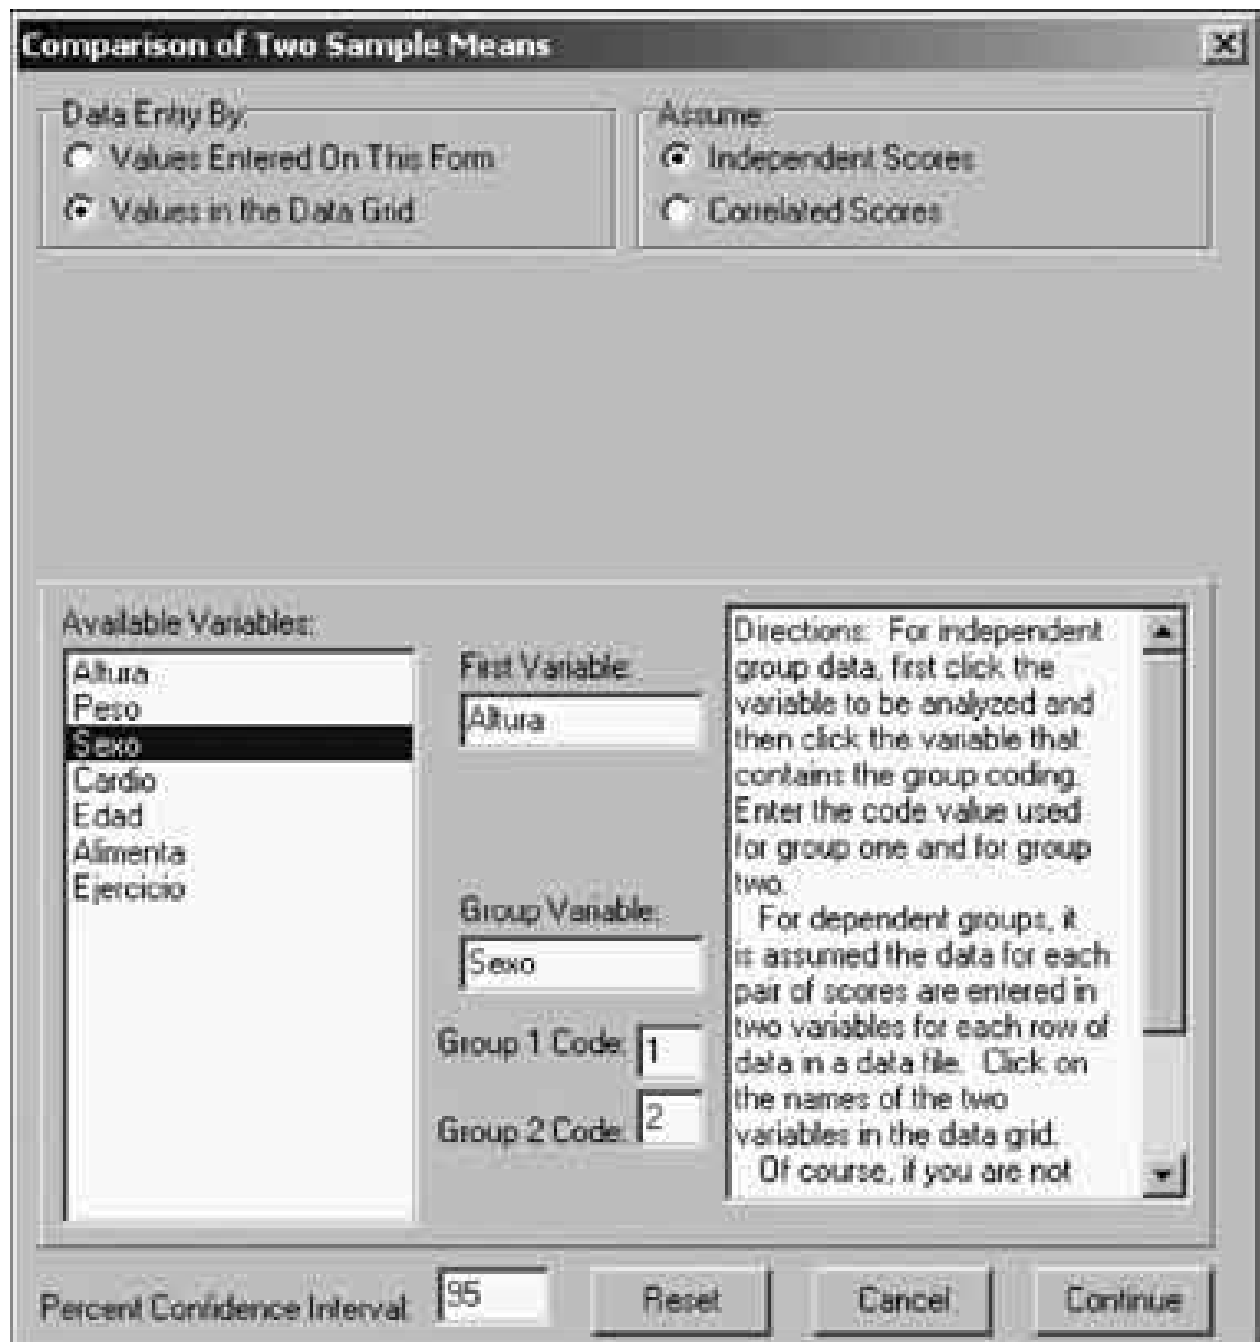 Comparison of Two Sample Means
Data Entry By:
Values Entered On This Form
Values in the Data Grid
Assume:
Independent Scores
Correlated Scores
Available Variables:
Altura
Peso
Sexo
Cardio
Edad
Alimenta
Ejercicio
First Variable:
Altura
Group Variable:
Sexo
Group 1 Code:
1
Group 2 Code:
2
Directions: For independent
group data, first click the
variable to be analyzed and
then click the variable that
contains the group coding.
Enter the code value used
for group one and for group
two.
For dependent groups, it
is assumed the data for each
pair of scores are entered in
two variables for each row of
data in a data file. Click on
the names of the two
variables in the data grid.
Of course, if you are not
Percent Confidence Interval:
95
Reset
Cancel
Continue